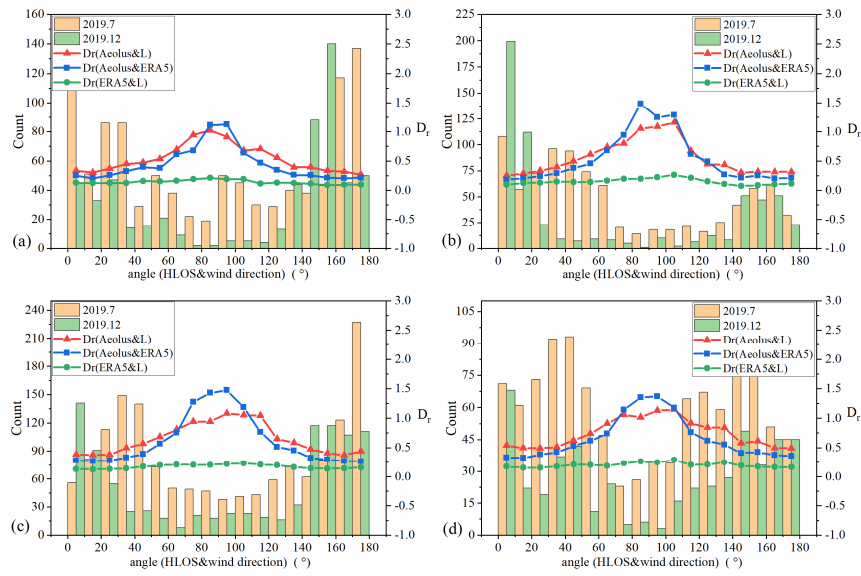 160 3.0 225 3.0
2019.7 2019.7
140 2019.12 2.5 200 2019.12 2.5
Dr(Aeolus&L) Dr(Aeolus&L)
120 Dr(Aeolus&ERA5) 2.0 175 Dr(Aeolus&ERA5) 2.0
Dr(ERA5&L) Dr(ERA5&L)
100 1.5 150 1.5
Count 80 1.0 Dr Count 125 1.0 Dr
100
60 0.5 75 0.5
40 0.0 0.0
50
20 -0.5 25 -0.5
(a) (b)
0 -1.0 0 -1.0
0 20 40 60 80 100 120 140 160 180 0 20 40 60 80 100 120 140 160 180
angle (HLOS&wind direction) (°) angle (HLOS&wind direction) (°)
3.0 3.0
240 2019.7 105 2019.7
2019.12 2.5 2019.12 2.5
210 Dr(Aeolus&L) 90 Dr(Aeolus&L)
Dr(Aeolus&ERA5) 2.0 Dr(Aeolus&ERA5) 2.0
180 Dr(ERA5&L) 75 Dr(ERA5&L)
150 1.5 1.5
Count 120 1.0 Dr Count 60 1.0 Dr
90 0.5 45 0.5
60 0.0 30 0.0
30 -0.5 15 -0.5
(c) (d)
0 -1.0 0 -1.0
0 20 40 60 80 100 120 140 160 180 0 20 40 60 80 100 120 140 160 180
angle (HLOS&wind direction) (°) angle (HLOS&wind direction) (°)